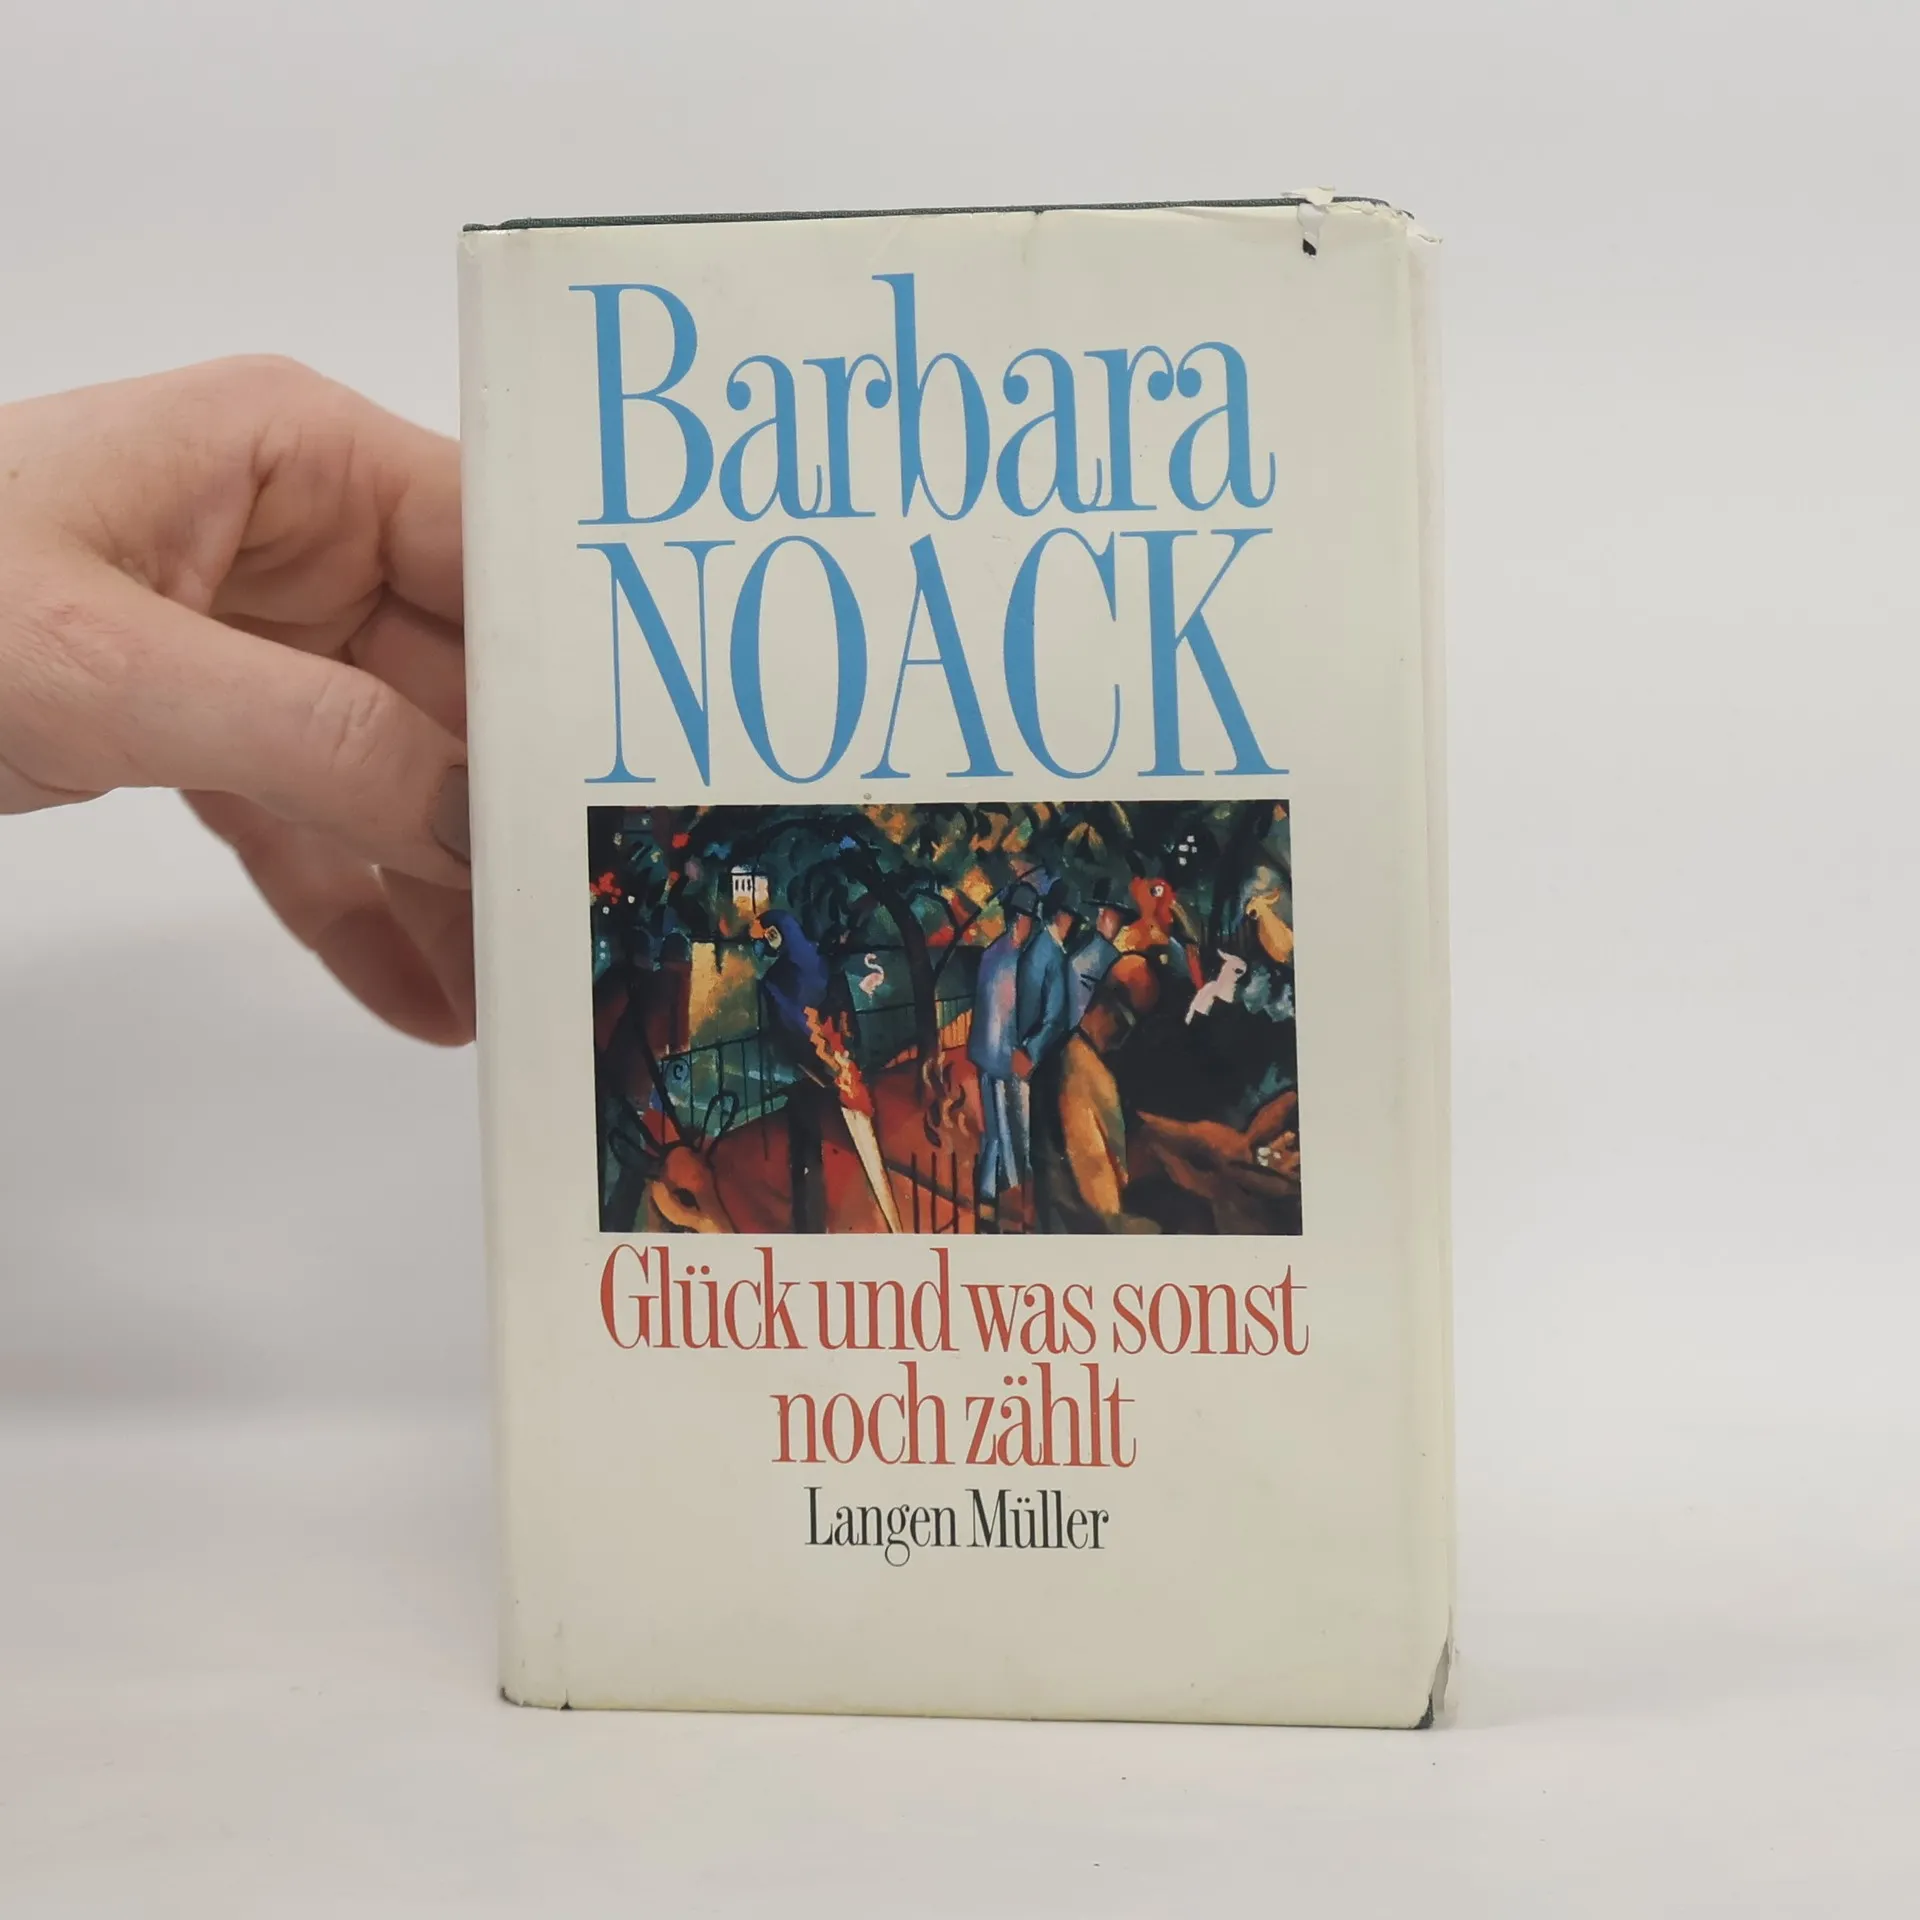 Barbara
NOACK
Glück und was sonst
noch zählt
Langen Müller